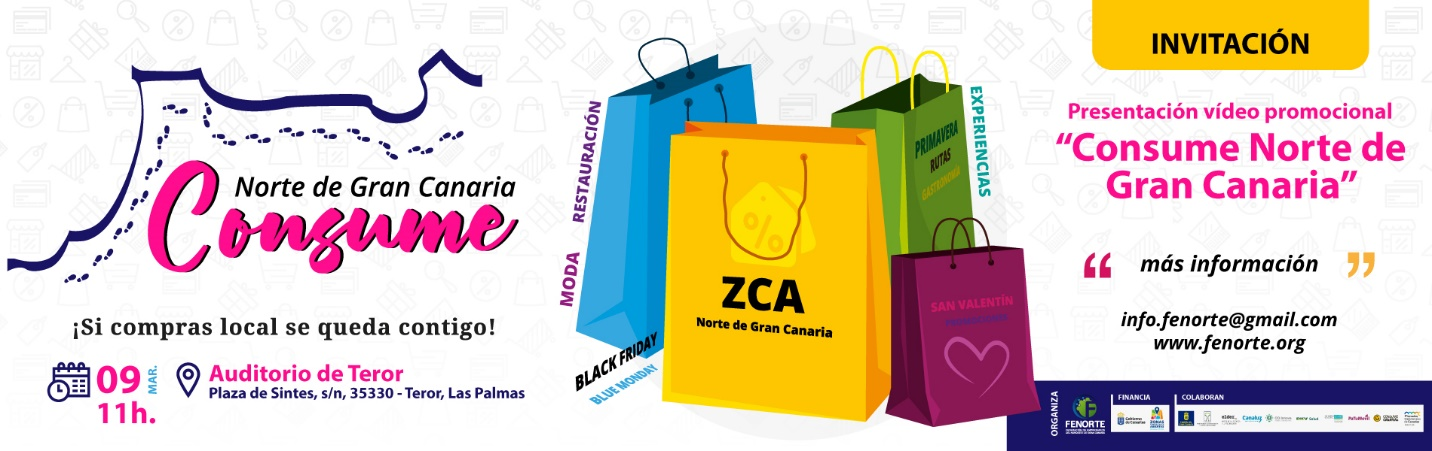 Norte de Gran Canaria
Consume
¡Si compras local se queda contigo!
09
MAR.
11h.
Auditorio de Teror
Plaza de Sintes, s/n, 35330 - Teror, Las Palmas
RESTAURACIÓN
MODA
BLACK FRIDAY
BLUE MONDAY
ZCA
Norte de Gran Canaria
PRIMAVERA
RUTAS
GASTRONOMÍA
EXPERIENCIAS
SAN VALENTÍN
INVITACIÓN
Presentación vídeo promocional
“Consume Norte de
Gran Canaria”
“ más información ”
info.fenorte@gmail.com
www.fenorte.org
ORGANIZA
FENORTE
FINANCIA
Gobierno
de Canarias
COLABORAN